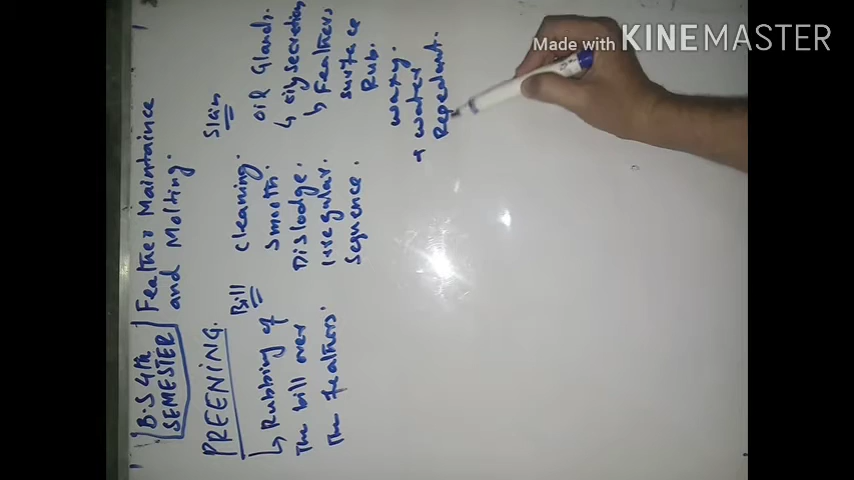 B.S 4th
SEMESTER
Feather Maintaince
and Molting.
PREENING.
↳ Rubbing of
The bill over
The feathers.
Bill
Cleaning.
Smooth.
Dislodge.
Irregular.
Sequence.
Skin
Oil Glands.
↳ oily secretion
↳ Feathers
surface
Rub.
waxy.
water
Repedant.
Made with KINEMASTER